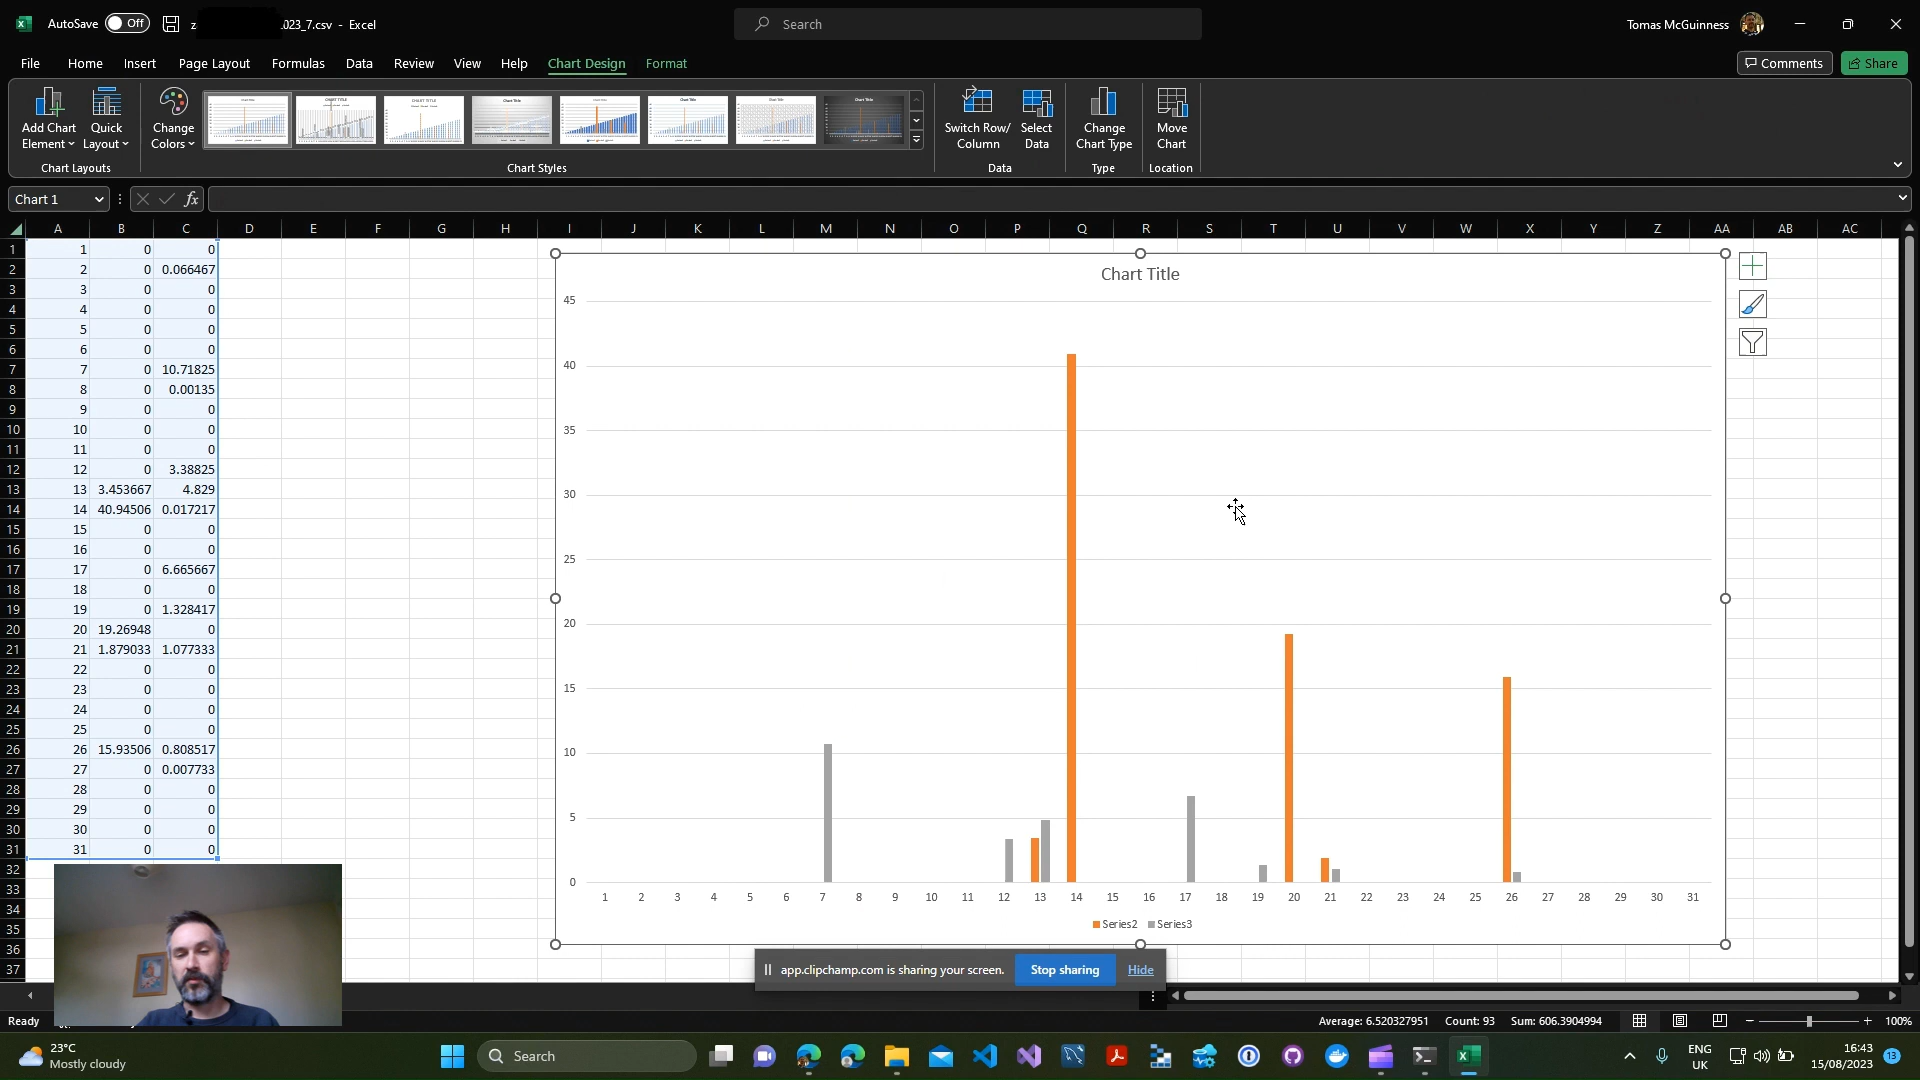 AutoSave Off z 023_7.csv - Excel Search Tomas McGuinness
File Home Insert Page Layout Formulas Data Review View Help Chart Design Format Comments Share
Add Chart Element Quick Layout Change Colors Switch Row/ Column Select Data Change Chart Type Move Chart
Chart Layouts Chart Styles Data Type Location
Chart 1 fx
A B C D E F G H I J K L M N O P Q R S T U V W X Y Z AA AB AC
1 1 0 0
2 2 0 0.066467
3 3 0 0
4 4 0 0
5 5 0 0
6 6 0 0
7 7 0 10.71825
8 8 0 0.00135
9 9 0 0
10 10 0 0
11 11 0 0
12 12 0 3.38825
13 13 3.453667 4.829
14 14 40.94506 0.017217
15 15 0 0
16 16 0 0
17 17 0 6.665667
18 18 0 0
19 19 0 1.328417
20 20 19.26948 0
21 21 1.879033 1.077333
22 22 0 0
23 23 0 0
24 24 0 0
25 25 0 0
26 26 15.93506 0.808517
27 27 0 0.007733
28 28 0 0
29 29 0 0
30 30 0 0
31 31 0 0
32
33
34
35
36
37
Chart Title
45
40
35
30
25
20
15
10
5
0
1 2 3 4 5 6 7 8 9 10 11 12 13 14 15 16 17 18 19 20 21 22 23 24 25 26 27 28 29 30 31
Series2 Series3
app.clipchamp.com is sharing your screen. Stop sharing Hide
Ready Average: 6.520327951 Count: 93 Sum: 606.3904994 100%
23°C
Mostly cloudy
Search
ENG
UK
16:43
15/08/2023
13